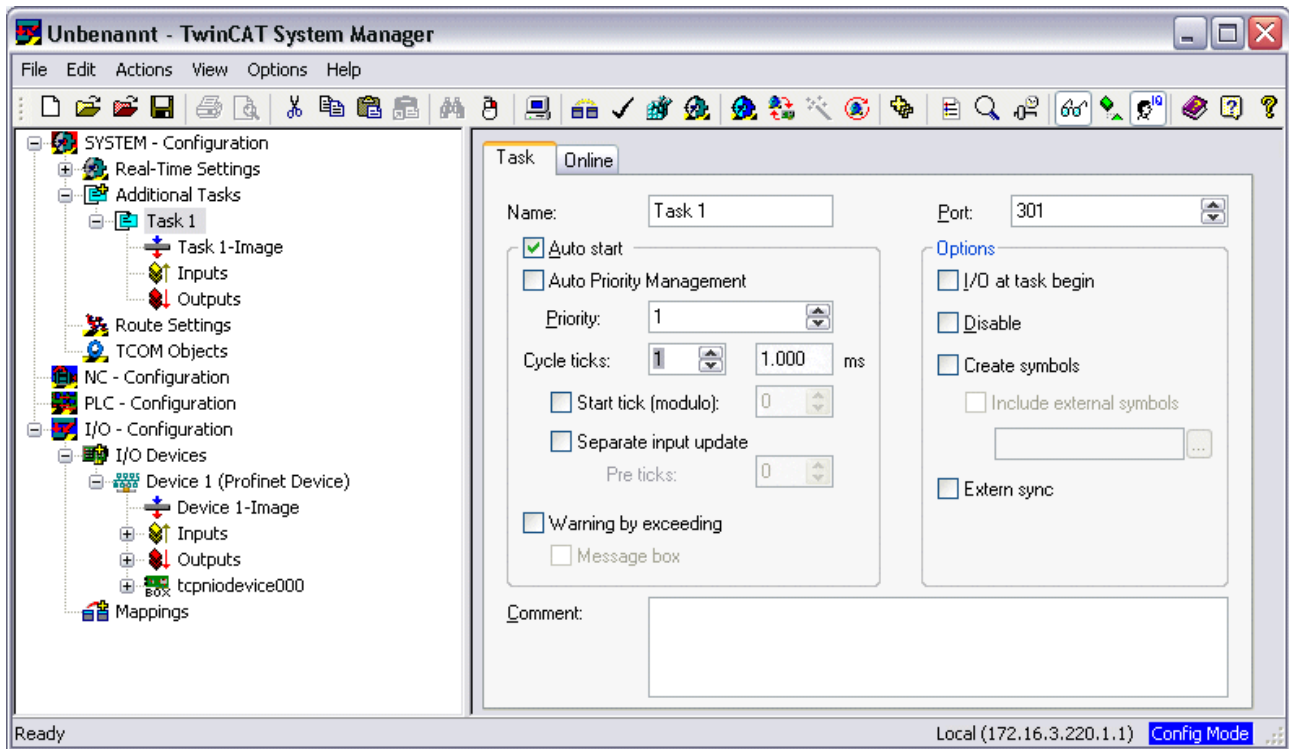 Unbenannt - TwinCAT System Manager
File Edit Actions View Options Help
SYSTEM - Configuration
Real-Time Settings
Additional Tasks
Task 1
Task 1-Image
Inputs
Outputs
Route Settings
TCOM Objects
NC - Configuration
PLC - Configuration
I/O - Configuration
I/O Devices
Device 1 (Profinet Device)
Device 1-Image
Inputs
Outputs
BOX tcpniodevice000
Mappings
Task Online
Name: Task 1 Port: 301
Auto start Options
Auto Priority Management I/O at task begin
Priority: 1 Disable
Cycle ticks: 1 1.000 ms Create symbols
Start tick (modulo): 0 Include external symbols
Separate input update ...
Pre ticks: 0 Extern sync
Warning by exceeding
Message box
Comment:
Ready Local (172.16.3.220.1.1) Config Mode